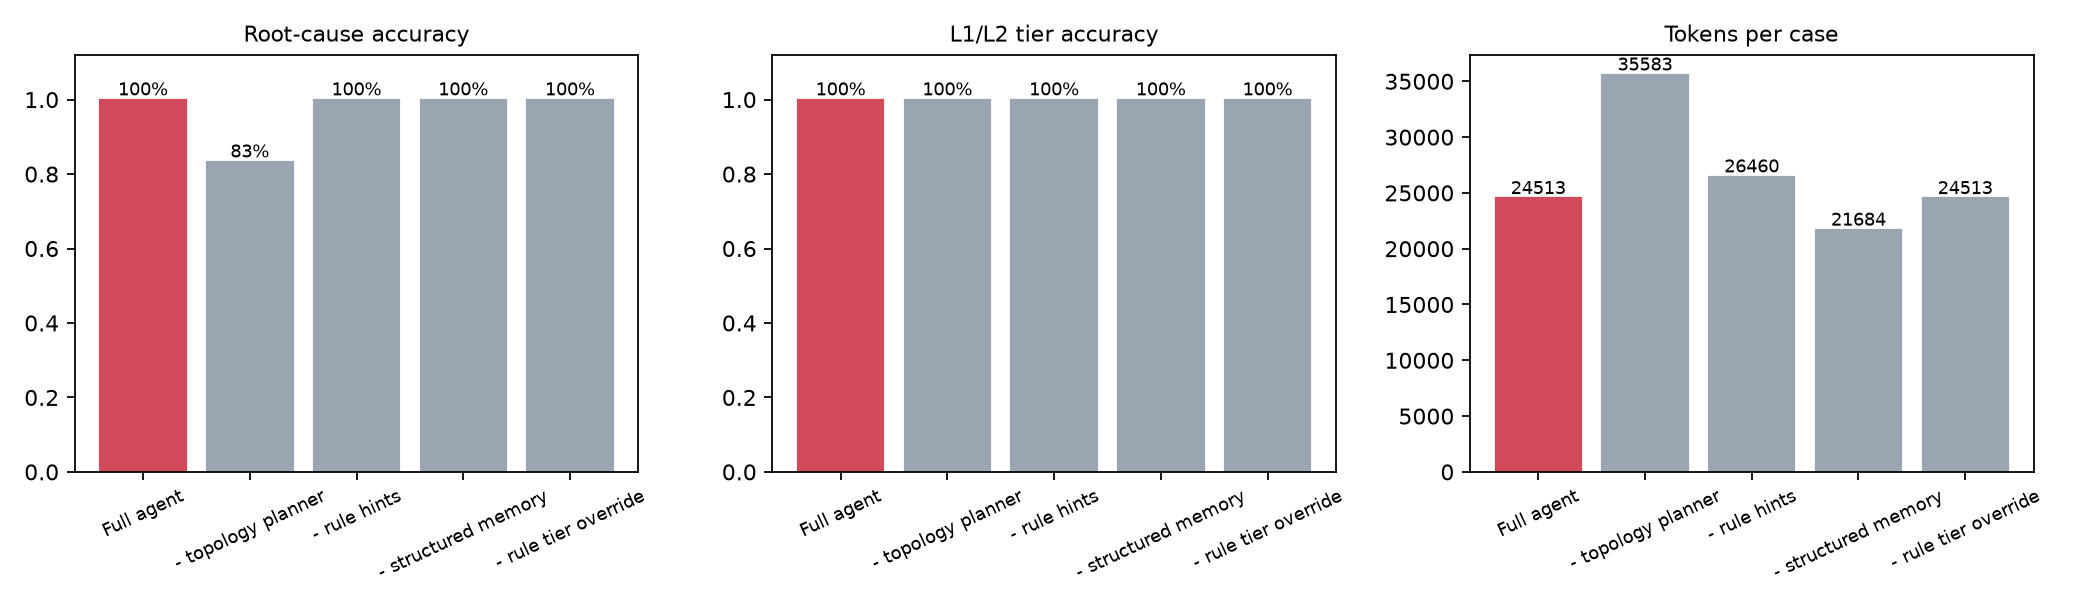 Root-cause accuracy
100%
83%
100%
100%
100%
1.0
0.8
0.6
0.4
0.2
0.0
Full agent
- topology planner
- rule hints
- structured memory
- rule tier override
L1/L2 tier accuracy
100%
100%
100%
100%
100%
1.0
0.8
0.6
0.4
0.2
0.0
Full agent
- topology planner
- rule hints
- structured memory
- rule tier override
Tokens per case
24513
35583
26460
21684
24513
35000
30000
25000
20000
15000
10000
5000
0
Full agent
- topology planner
- rule hints
- structured memory
- rule tier override